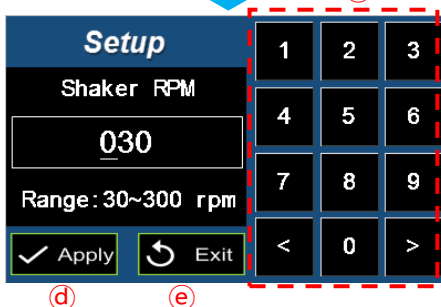 Setup
Shaker RPM
030
Range:30~300 rpm
Apply
Exit
1 2 3
4 5 6
7 8 9
< 0 >
ⓓ
ⓔ